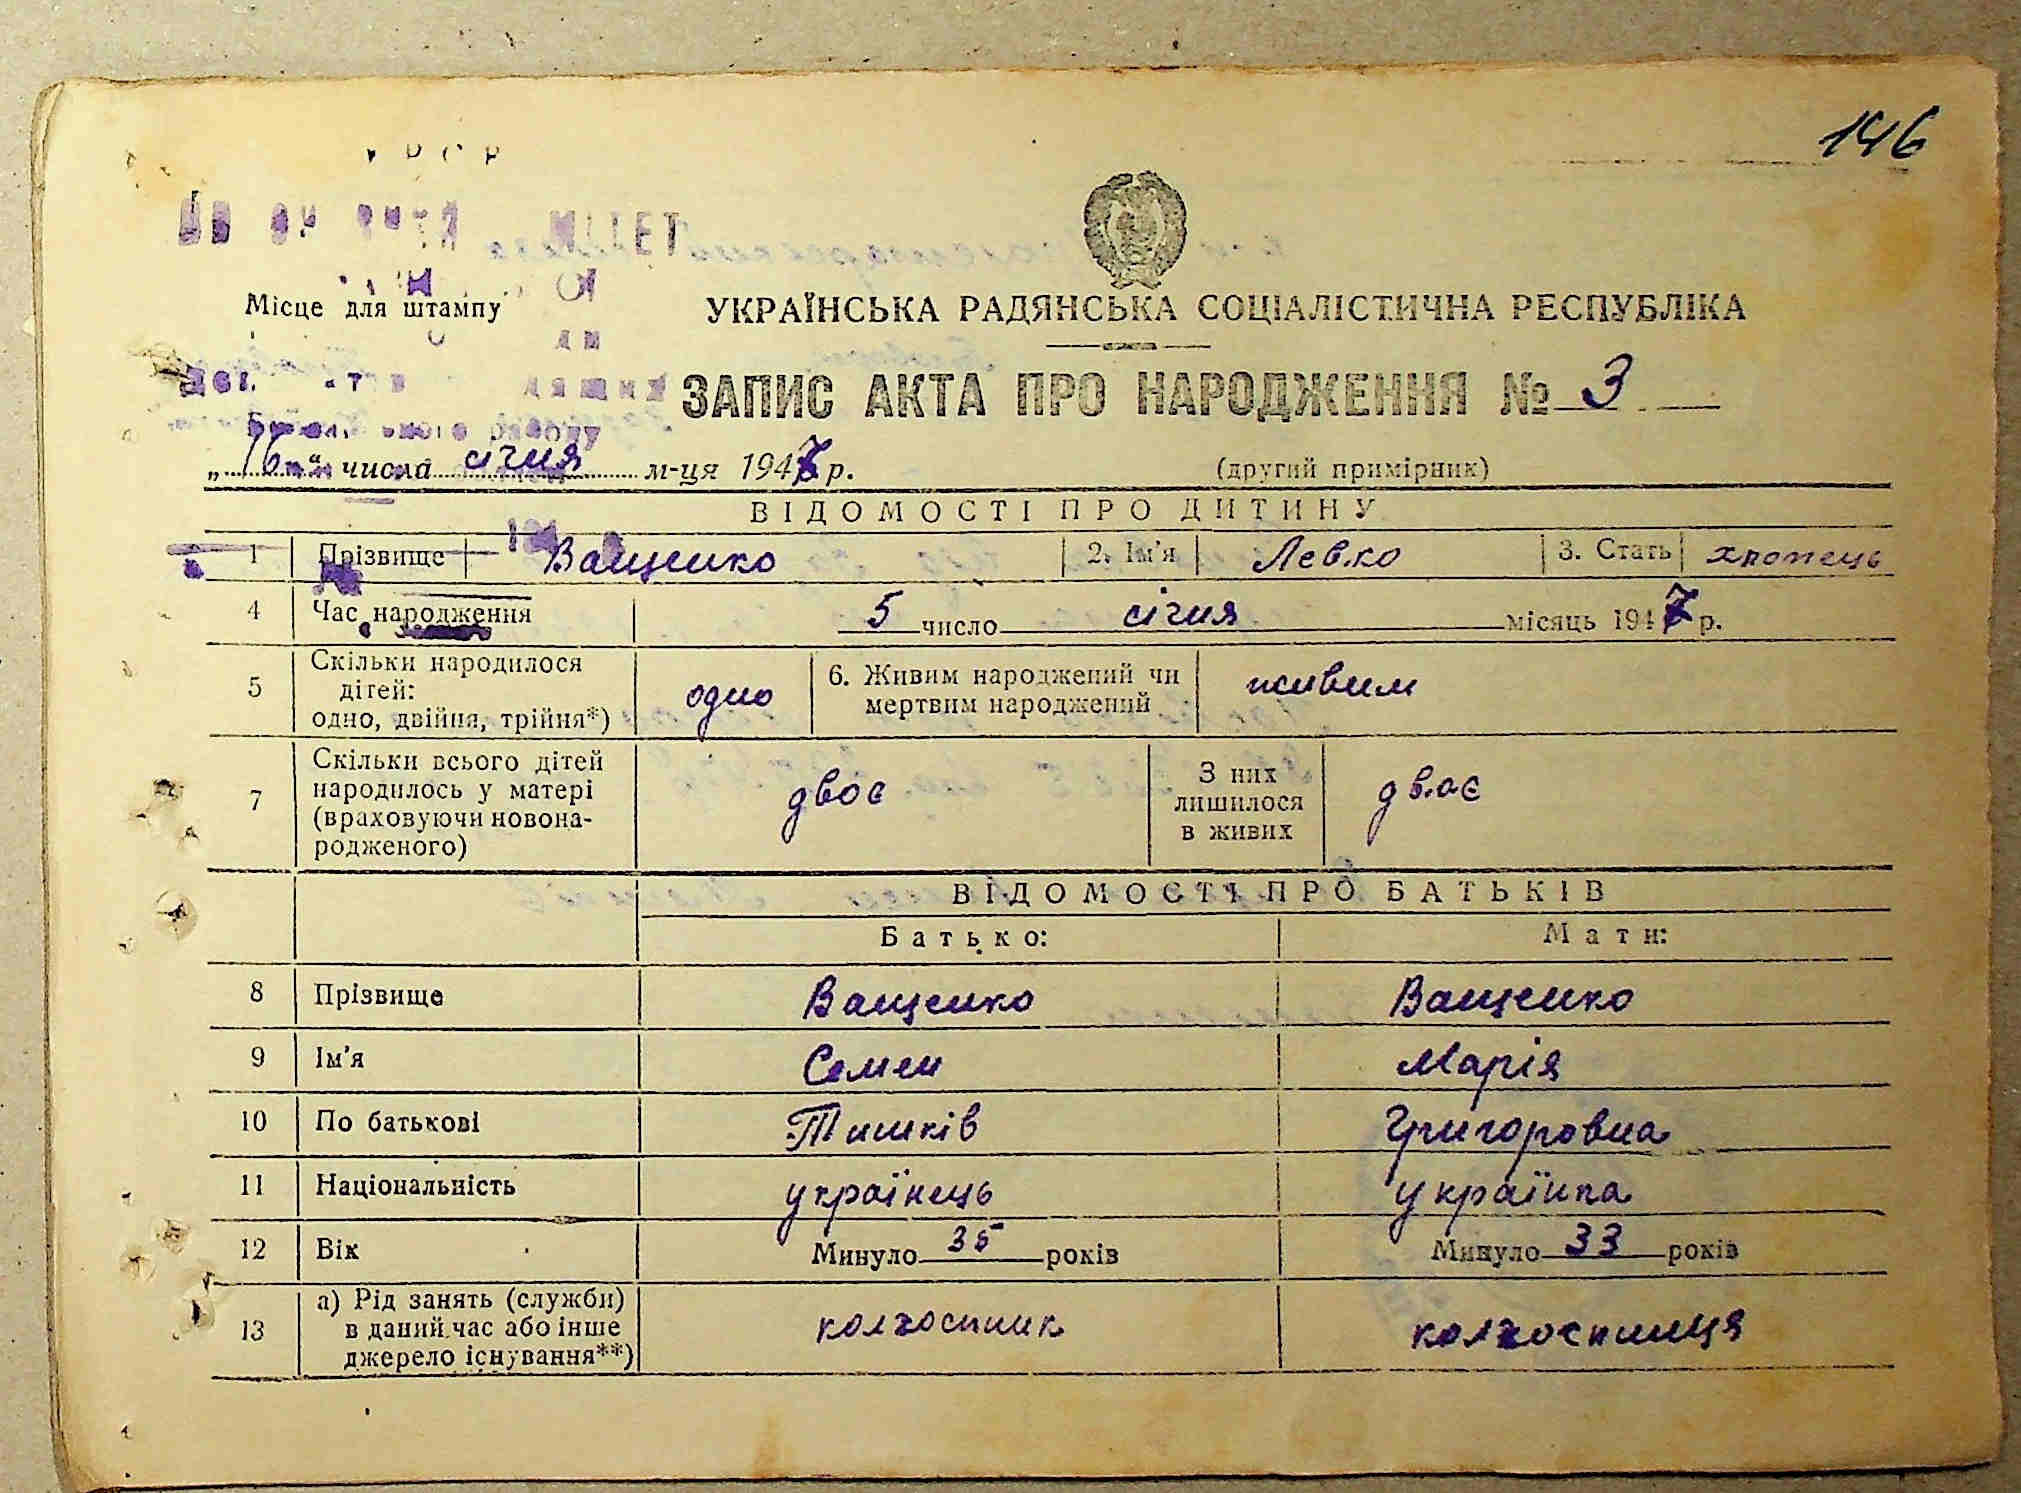 146
Місце для штампу
УКРАЇНСЬКА РАДЯНСЬКА СОЦІАЛІСТИЧНА РЕСПУБЛІКА
ЗАПИС АКТА ПРО НАРОДЖЕННЯ № 3
„16" числа січня м-ця 1947 р. (другий примірник)
ВІДОМОСТІ ПРО ДИТИНУ
1 Прізвище Ващенко 2. Ім'я Левко 3. Стать хлопець
4 Час народження 5 число січня місяць 1947 р.
5 Скільки народилося дітей: одно, двійня, трійня*) одно 6. Живим народжений чи мертвим народжений живим
7 Скільки всього дітей народилось у матері (враховуючи новонародженого) двоє З них лишилося в живих двоє
ВІДОМОСТІ ПРО БАТЬКІВ
Батько: Мати:
8 Прізвище Ващенко Ващенко
9 Ім'я Семен Марія
10 По батькові Тишків Григоровна
11 Національність українець українка
12 Вік Минуло 35 років Минуло 33 років
13 а) Рід занять (служби) в даний час або інше джерело існування**) колхоспник колхоспниця